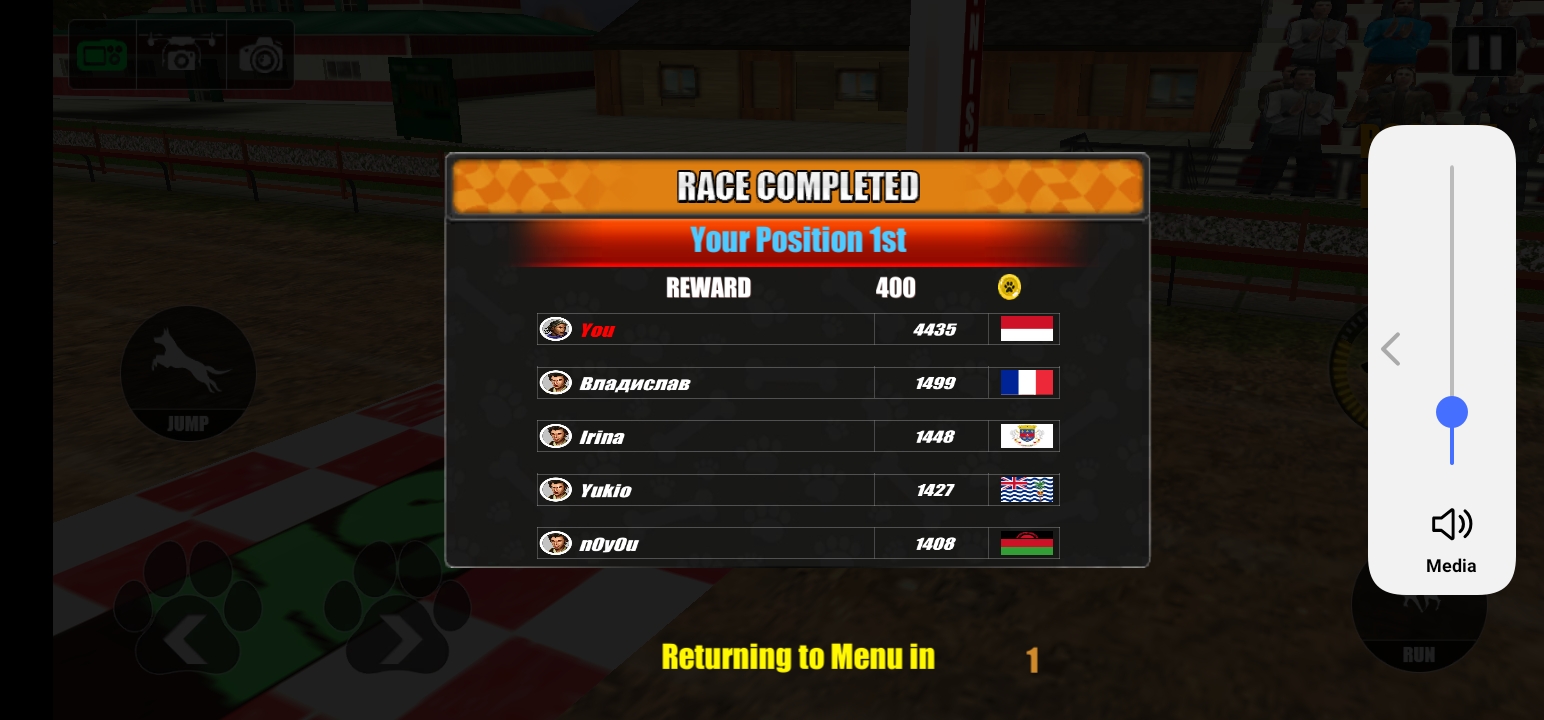 RACE COMPLETED
Your Position 1st
REWARD 400
You 4435
Владислав 1499
Irina 1448
Yukio 1427
n0y0u 1408
JUMP
Media
RUN
Returning to Menu in 1